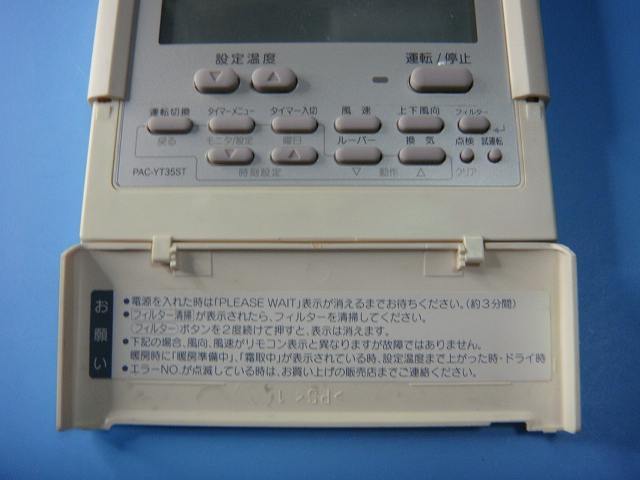 設定温度
運転/停止
運転切換
タイマーメニュー
タイマー入切
風速
上下風向
フィルター
戻る
モニタ/設定
曜日
ルーバー
換気
点検
試運転
PAC-YT35ST
時刻設定
動作
クリア
お願い
●電源を入れた時は「PLEASE WAIT」表示が消えるまでお待ちください。(約3分間)
●フィルター清掃が表示されたら、フィルターを清掃してください。
フィルターボタンを2度続けて押すと、表示は消えます。
●下記の場合、風向、風速がリモコン表示と異なりますが故障ではありません。
暖房時に「暖房準備中」、「霜取中」が表示されている時、設定温度まで上がった時・ドライ時
●エラーNO.が点滅している時は、お買い上げの販売店までご連絡ください。
>PS<